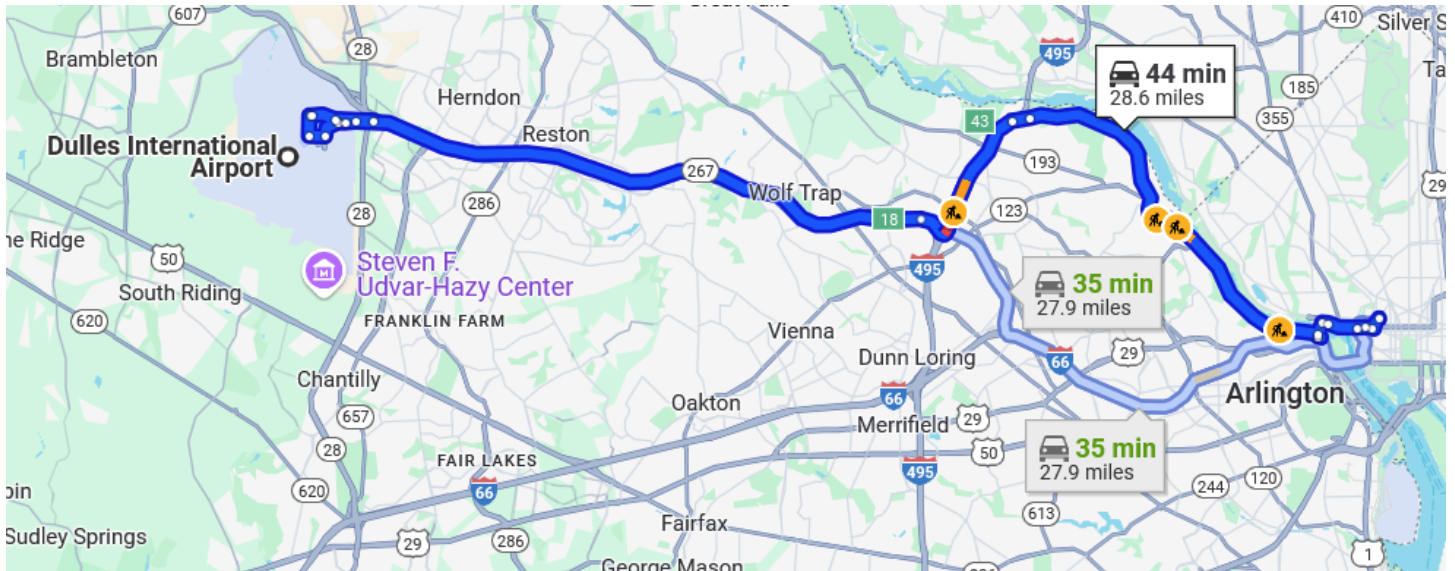 607
410
Silver S
Brambleton
28
495
44 min
28.6 miles
Ta
185
Herndon
43
355
Reston
Dulles International
Airport
193
267
29
Wolf Trap
286
123
28
18
ne Ridge
50
495
Steven F.
Udvar-Hazy Center
South Riding
35 min
27.9 miles
620
FRANKLIN FARM
Vienna
29
Dunn Loring
66
Chantilly
66
Arlington
Oakton
657
29
Merrifield
28
50
35 min
27.9 miles
FAIR LAKES
495
66
620
244
120
613
Fairfax
Sudley Springs
29
286
1
George Mason